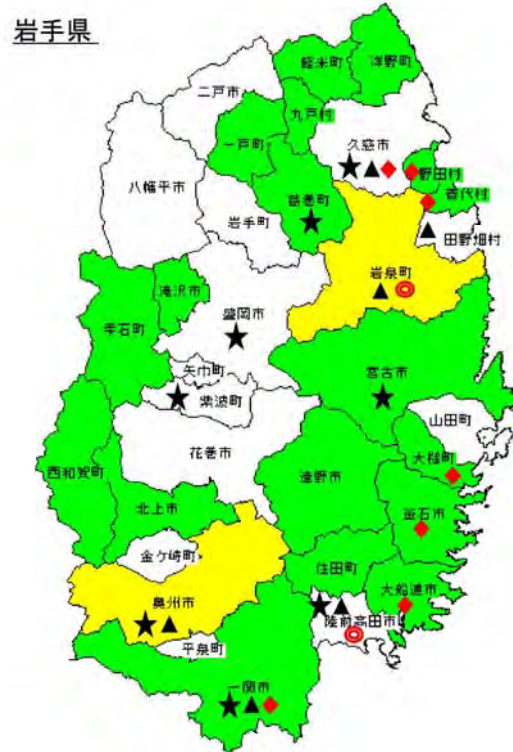 岩手県
軽米町
洋野町
二戸市
九戸村
久慈市
一戸町
野田村
八幡平市
普代村
葛巻町
岩手町
田野畑村
岩泉町
滝沢市
雫石町
盛岡市
矢巾町
宮古市
紫波町
山田町
花巻市
大槌町
西和賀町
遠野市
北上市
釜石市
金ケ崎町
住田町
大船渡市
奥州市
陸前高田市
平泉町
一関市